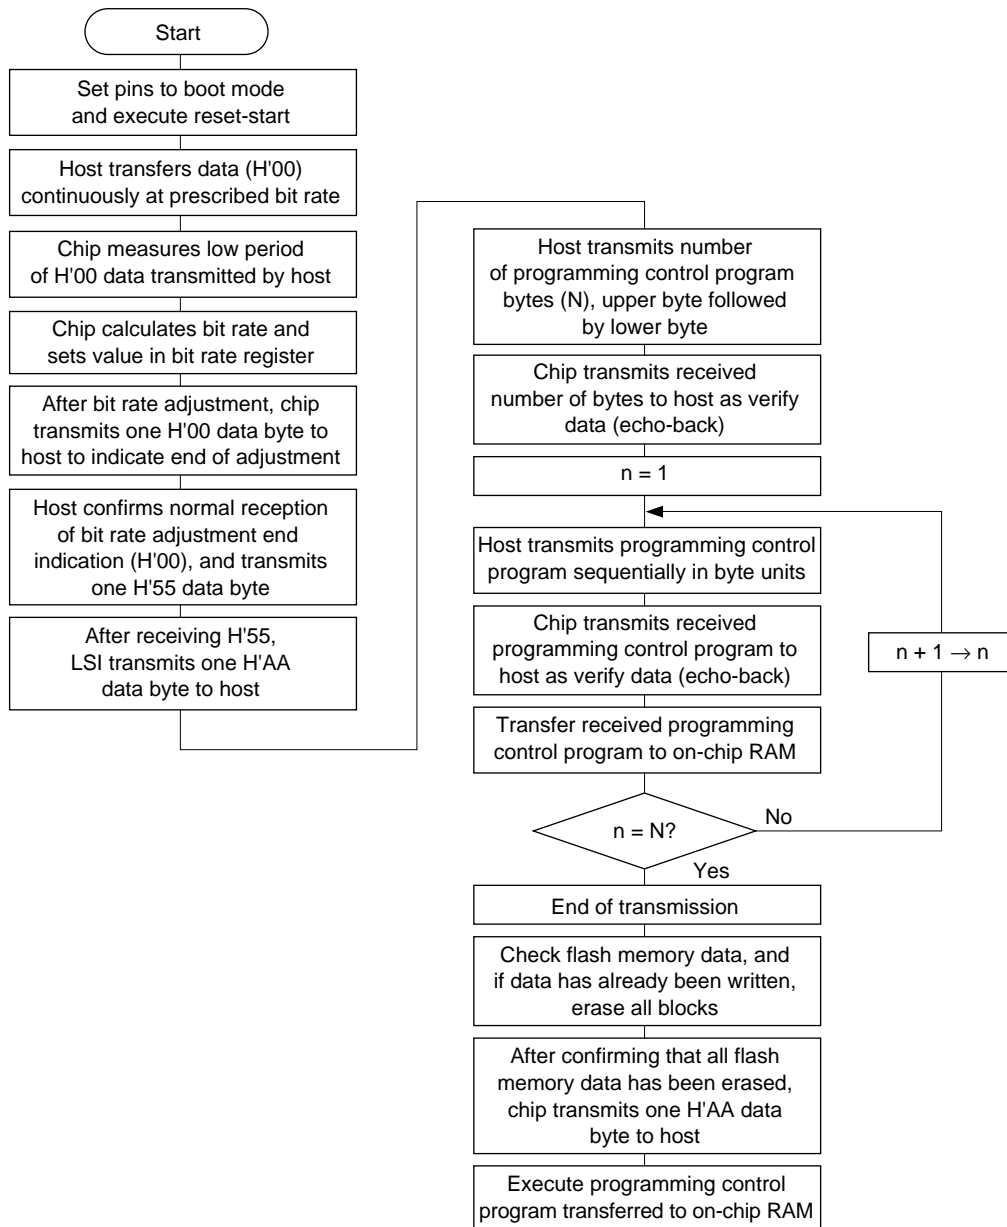 Start
Set pins to boot mode
and execute reset-start
Host transfers data (H'00)
continuously at prescribed bit rate
Chip measures low period
of H'00 data transmitted by host
Chip calculates bit rate and
sets value in bit rate register
After bit rate adjustment, chip
transmits one H'00 data byte to
host to indicate end of adjustment
Host confirms normal reception
of bit rate adjustment end
indication (H'00), and transmits
one H'55 data byte
After receiving H'55,
LSI transmits one H'AA
data byte to host
Host transmits number
of programming control program
bytes (N), upper byte followed
by lower byte
Chip transmits received
number of bytes to host as verify
data (echo-back)
n = 1
Host transmits programming control
program sequentially in byte units
Chip transmits received
programming control program to
host as verify data (echo-back)
n + 1 → n
Transfer received programming
control program to on-chip RAM
n = N?
No
Yes
End of transmission
Check flash memory data, and
if data has already been written,
erase all blocks
After confirming that all flash
memory data has been erased,
chip transmits one H'AA data
byte to host
Execute programming control
program transferred to on-chip RAM